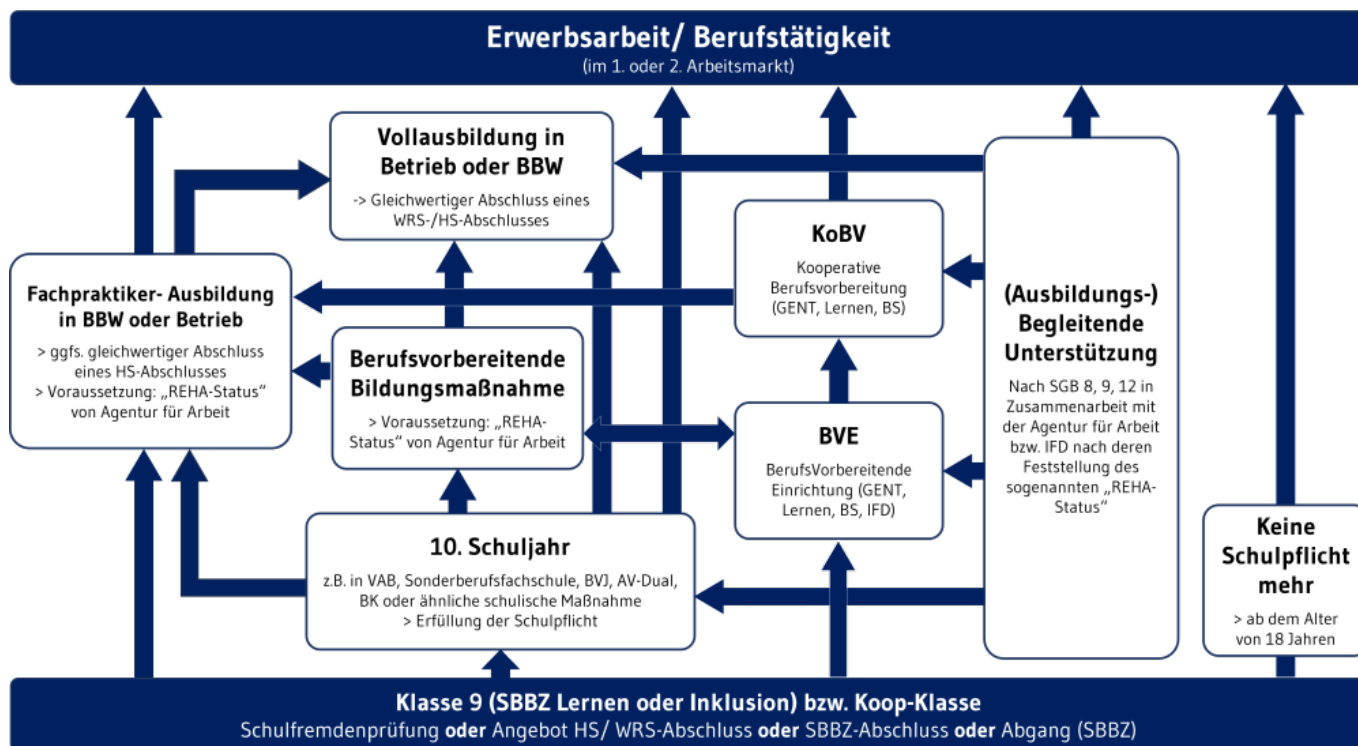 Erwerbsarbeit/ Berufstätigkeit
(im 1. oder 2. Arbeitsmarkt)
Vollausbildung in
Betrieb oder BBW
-> Gleichwertiger Abschluss eines
WRS-/HS-Abschlusses
Fachpraktiker- Ausbildung
in BBW oder Betrieb
> ggfs. gleichwertiger Abschluss
eines HS-Abschlusses
> Voraussetzung: „REHA-Status“
von Agentur für Arbeit
Berufsvorbereitende
Bildungsmaßnahme
> Voraussetzung: „REHA-
Status“ von Agentur für Arbeit
KoBV
Kooperative
Berufsvorbereitung
(GENT, Lernen, BS)
BVE
BerufsVorbereitende
Einrichtung (GENT,
Lernen, BS, IFD)
(Ausbildungs-)
Begleitende
Unterstützung
Nach SGB 8, 9, 12 in
Zusammenarbeit mit
der Agentur für Arbeit
bzw. IFD nach deren
Feststellung des
sogenannten „REHA-
Status“
Keine
Schulpflicht
mehr
> ab dem Alter
von 18 Jahren
10. Schuljahr
z.B. in VAB, Sonderberufsfachschule, BVJ, AV-Dual,
BK oder ähnliche schulische Maßnahme
> Erfüllung der Schulpflicht
Klasse 9 (SBBZ Lernen oder Inklusion) bzw. Koop-Klasse
Schulfremdenprüfung oder Angebot HS/ WRS-Abschluss oder SBBZ-Abschluss oder Abgang (SBBZ)